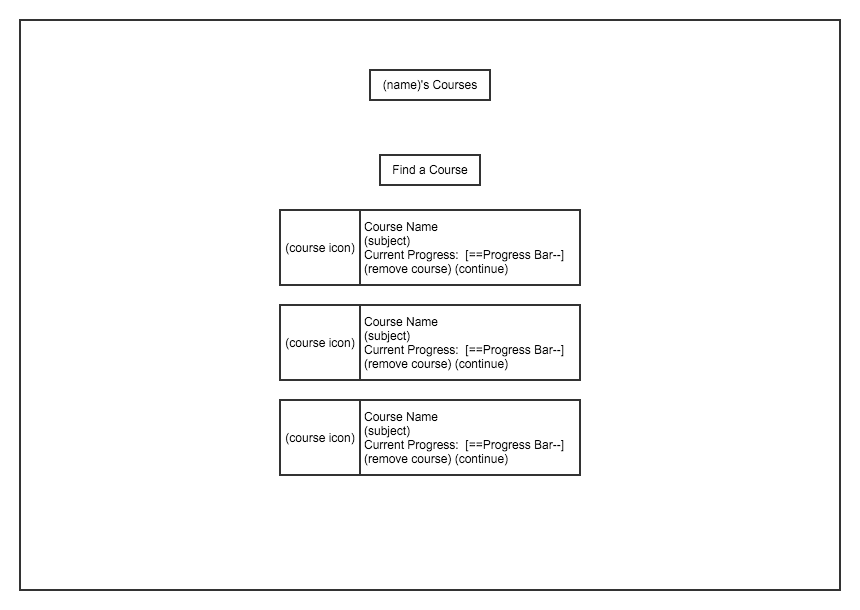 (name)'s Courses
Find a Course
(course icon)
Course Name
(subject)
Current Progress:  [==Progress Bar--]
(remove course) (continue)
(course icon)
Course Name
(subject)
Current Progress:  [==Progress Bar--]
(remove course) (continue)
(course icon)
Course Name
(subject)
Current Progress:  [==Progress Bar--]
(remove course) (continue)